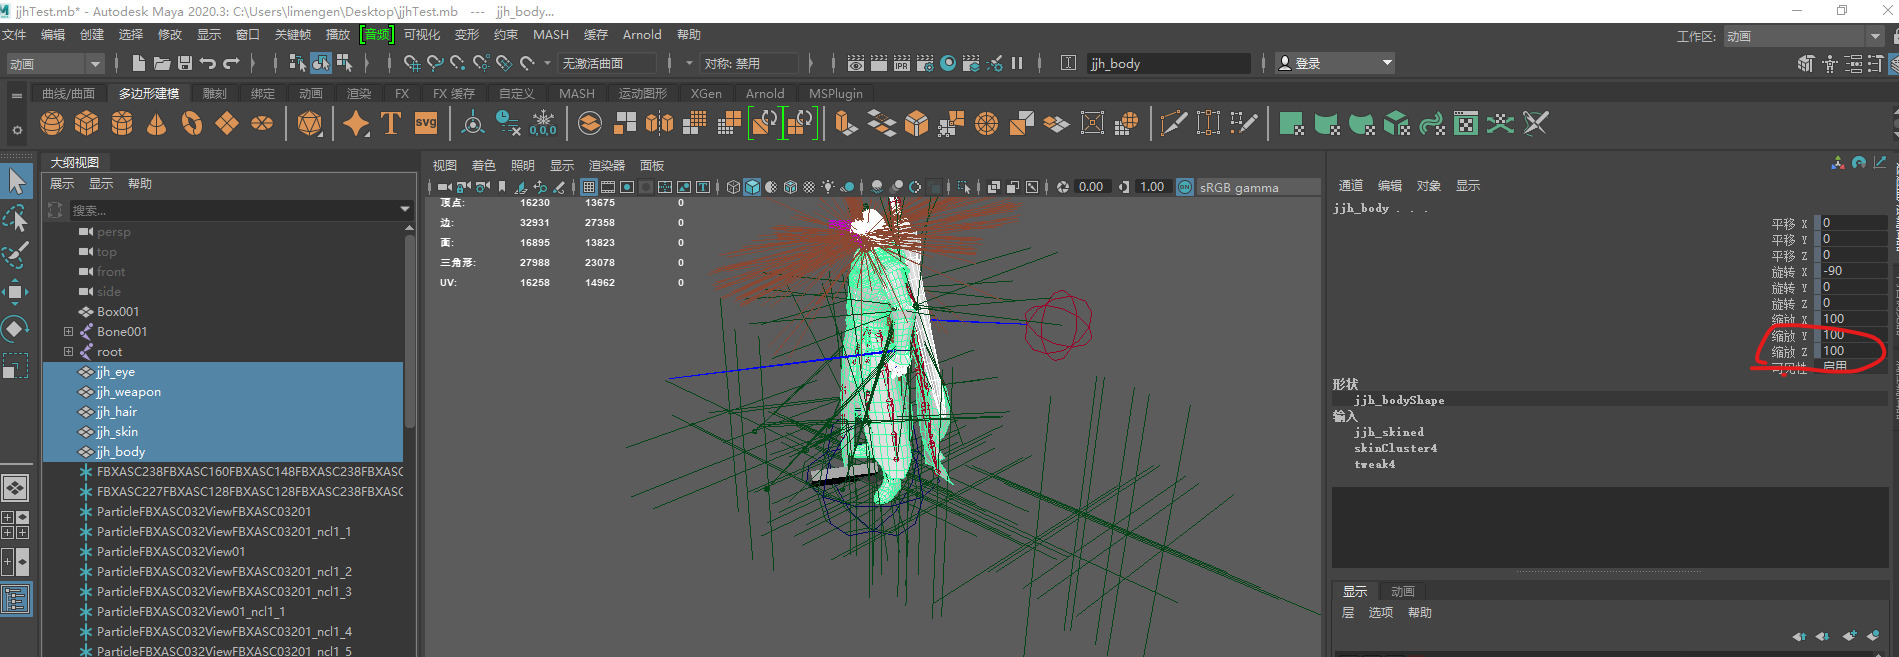 jjhTest.mb* - Autodesk Maya 2020.3: C:\Users\limengen\Desktop\jjhTest.mb --- jjh_body...
文件 编辑 创建 选择 修改 显示 窗口 关键帧 播放 [音频] 可视化 变形 约束 MASH 缓存 Arnold 帮助
工作区: 动画
动画 无激活曲面 对称: 禁用 jjh_body 登录
曲线/曲面 多边形建模 雕刻 绑定 动画 渲染 FX FX 缓存 自定义 MASH 运动图形 XGen Arnold MSPlugin
T svg 0,0,0
大纲视图
展示 显示 帮助
搜索...
persp
top
front
side
Box001
Bone001
root
jjh_eye
jjh_weapon
jjh_hair
jjh_skin
jjh_body
FBXASC238FBXASC160FBXASC148FBXASC238FBXASC
FBXASC227FBXASC128FBXASC128FBXASC238FBXASC
ParticleFBXASC032ViewFBXASC03201
ParticleFBXASC032ViewFBXASC03201_ncl1_1
ParticleFBXASC032View01
ParticleFBXASC032ViewFBXASC03201_ncl1_2
ParticleFBXASC032ViewFBXASC03201_ncl1_3
ParticleFBXASC032View01_ncl1_1
ParticleFBXASC032ViewFBXASC03201_ncl1_4
ParticleFBXASC032ViewFBXASC03201_ncl1_5
视图 着色 照明 显示 渲染器 面板
IPR
0.00 1.00 ON sRGB gamma
顶点: 16230 13675 0
边: 32931 27358 0
面: 16895 13823 0
三角形: 27988 23078 0
UV: 16258 14962 0
通道 编辑 对象 显示
jjh_body . . .
平移 X 0
平移 Y 0
平移 Z 0
旋转 X -90
旋转 Y 0
旋转 Z 0
缩放 X 100
缩放 Y 100
缩放 Z 100
可见性 启用
形状
jjh_bodyShape
输入
jjh_skined
skinCluster4
tweak4
显示 动画
层 选项 帮助